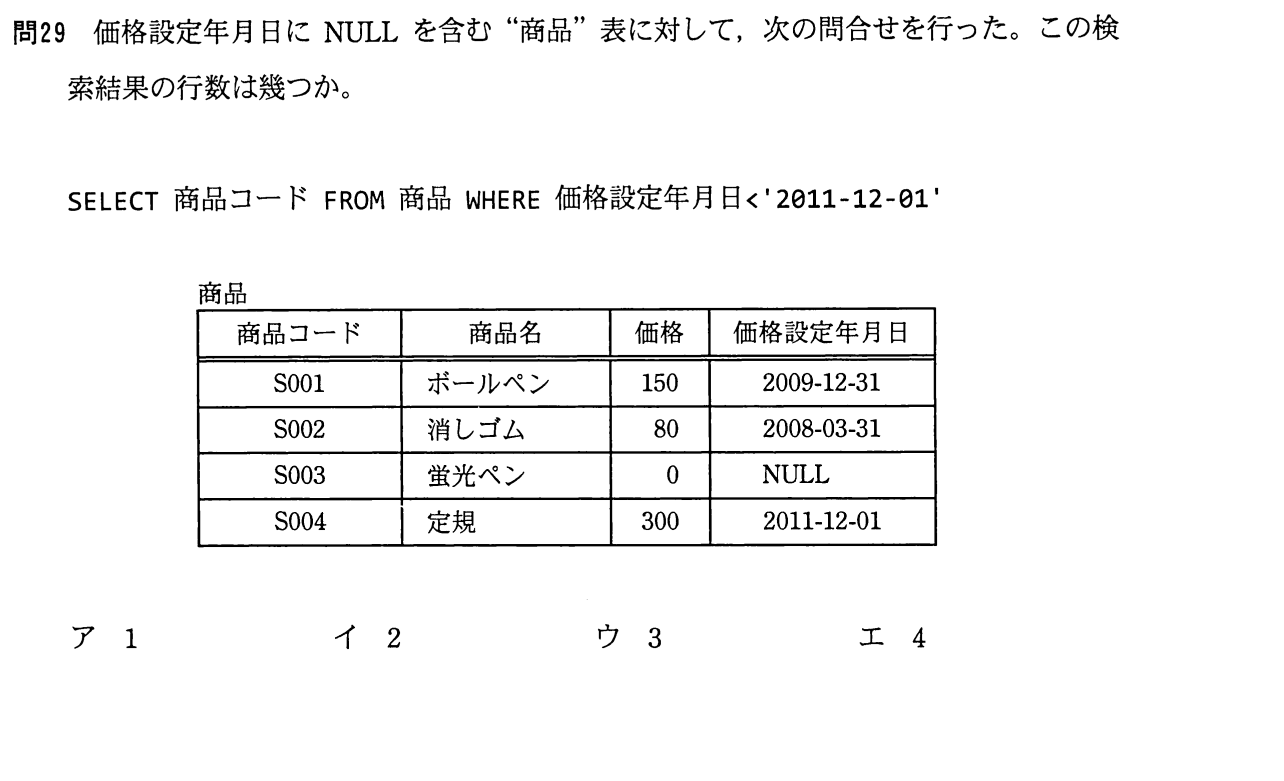 問29　価格設定年月日に NULL を含む“商品”表に対して，次の問合せを行った。この検
索結果の行数は幾つか。
SELECT 商品コード FROM 商品 WHERE 価格設定年月日<'2011-12-01'
商品
商品コード　商品名　価格　価格設定年月日
S001　ボールペン　150　2009-12-31
S002　消しゴム　80　2008-03-31
S003　蛍光ペン　0　NULL
S004　定規　300　2011-12-01
ア　1　イ　2　ウ　3　エ　4